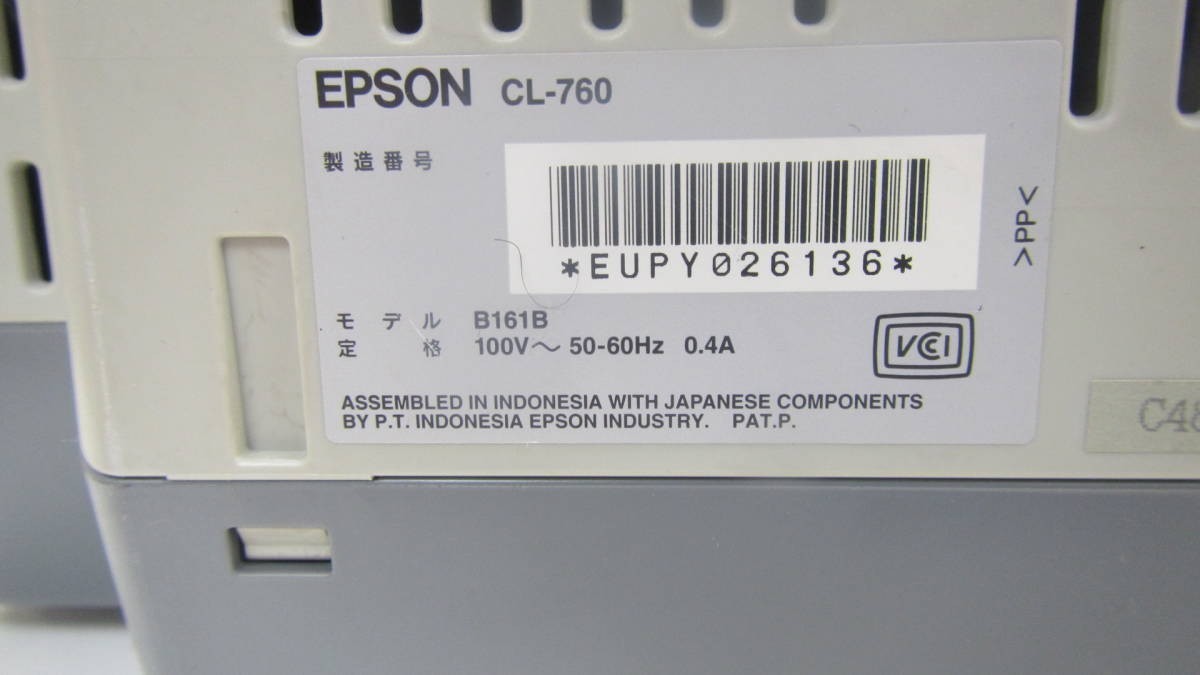 EPSON CL-760
製造番号
*EUPY026136*
>PP<
モデル B161B
定格 100V～ 50-60Hz 0.4A
VCCI
ASSEMBLED IN INDONESIA WITH JAPANESE COMPONENTS
BY P.T. INDONESIA EPSON INDUSTRY. PAT.P.